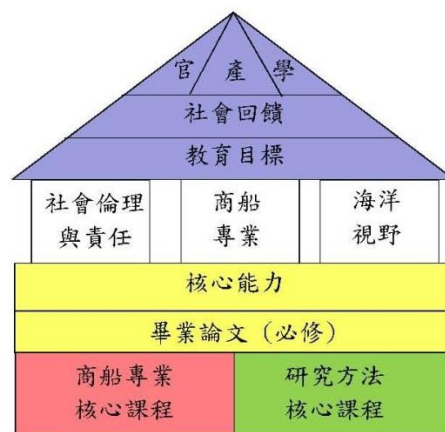 官 產 學
社會回饋
教育目標
社會倫理
與責任
商船
專業
海洋
視野
核心能力
畢業論文（必修）
商船專業
核心課程
研究方法
核心課程